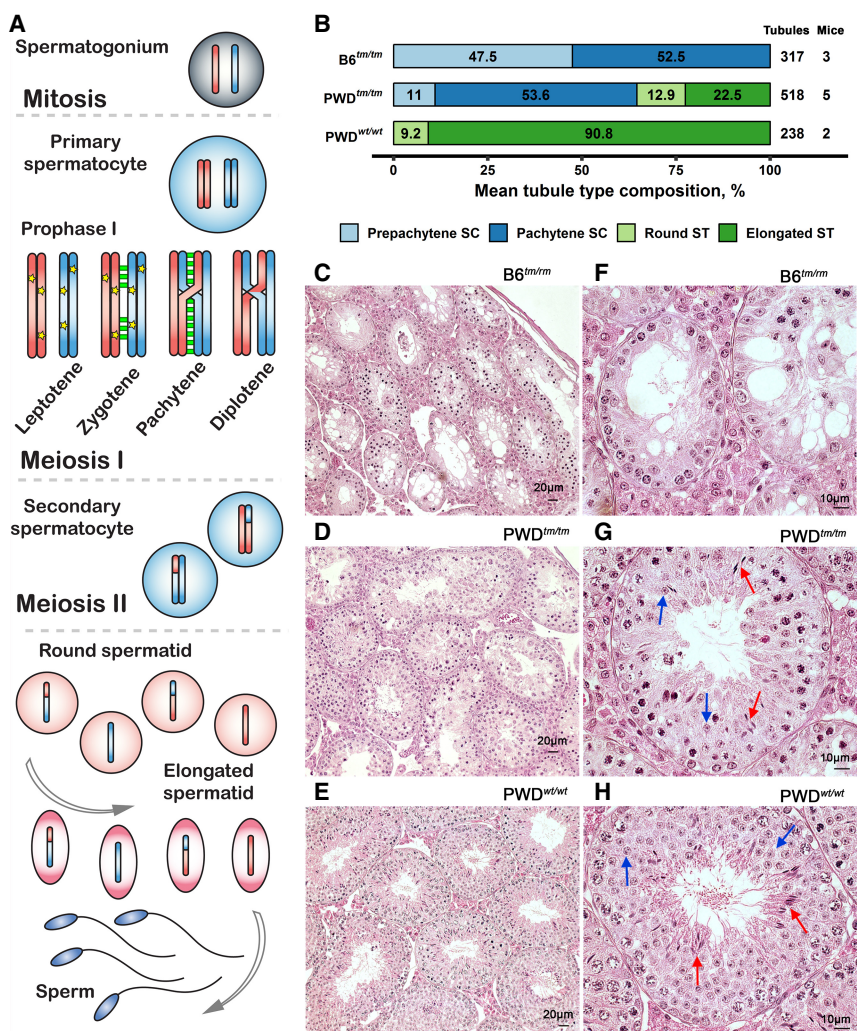 A
Spermatogonium
Mitosis
Primary
spermatocyte
Prophase I
Leptotene
Zygotene
Pachytene
Diplotene
Meiosis I
Secondary
spermatocyte
Meiosis II
Round spermatid
Elongated
spermatid
Sperm
B
Tubules Mice
B6tm/tm 47.5 52.5 317 3
PWDtm/tm 11 53.6 12.9 22.5 518 5
PWDwt/wt 9.2 90.8 238 2
0 25 50 75 100
Mean tubule type composition, %
Prepachytene SC Pachytene SC Round ST Elongated ST
C B6tm/rm
20µm
F B6tm/rm
10µm
D PWDtm/tm
20µm
G PWDtm/tm
10µm
E PWDwt/wt
20µm
H PWDwt/wt
10µm